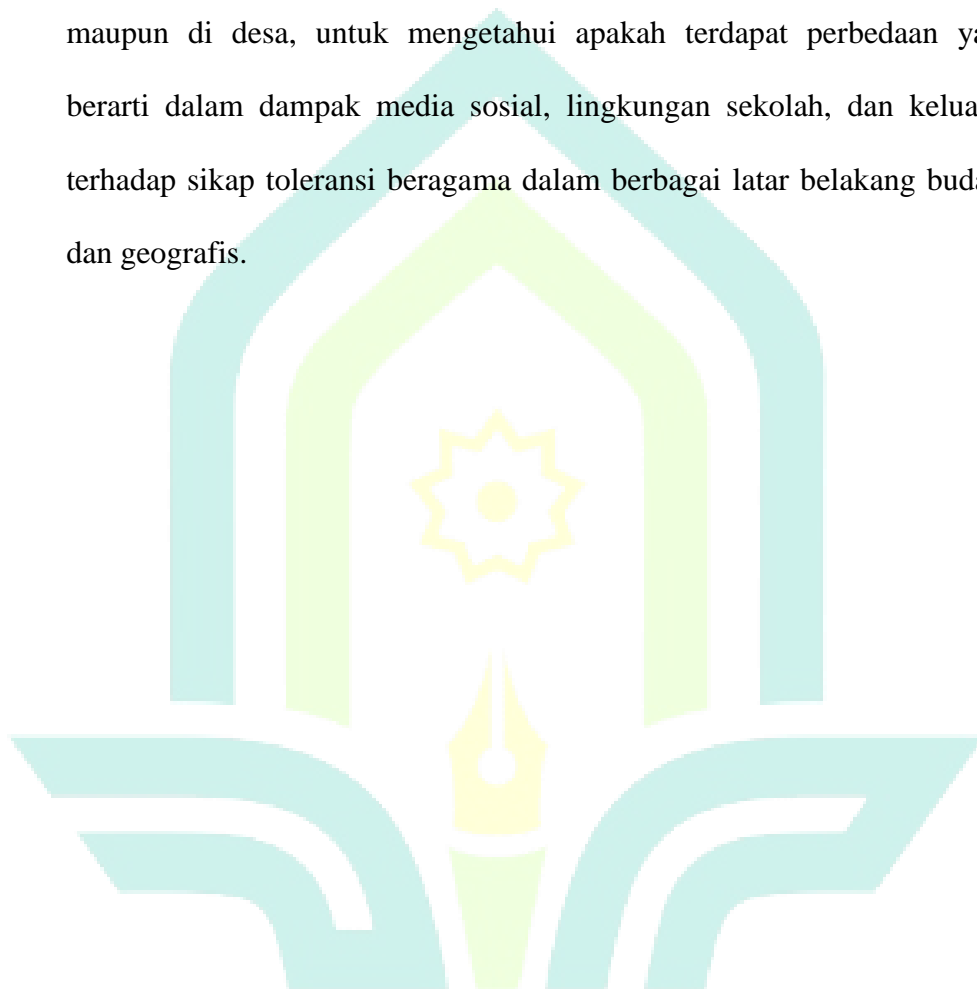 maupun di desa, untuk mengetahui apakah terdapat perbedaan
berarti dalam dampak media sosial, lingkungan sekolah, dan
terhadap sikap toleransi beragama dalam berbagai latar belakang
dan geografis.